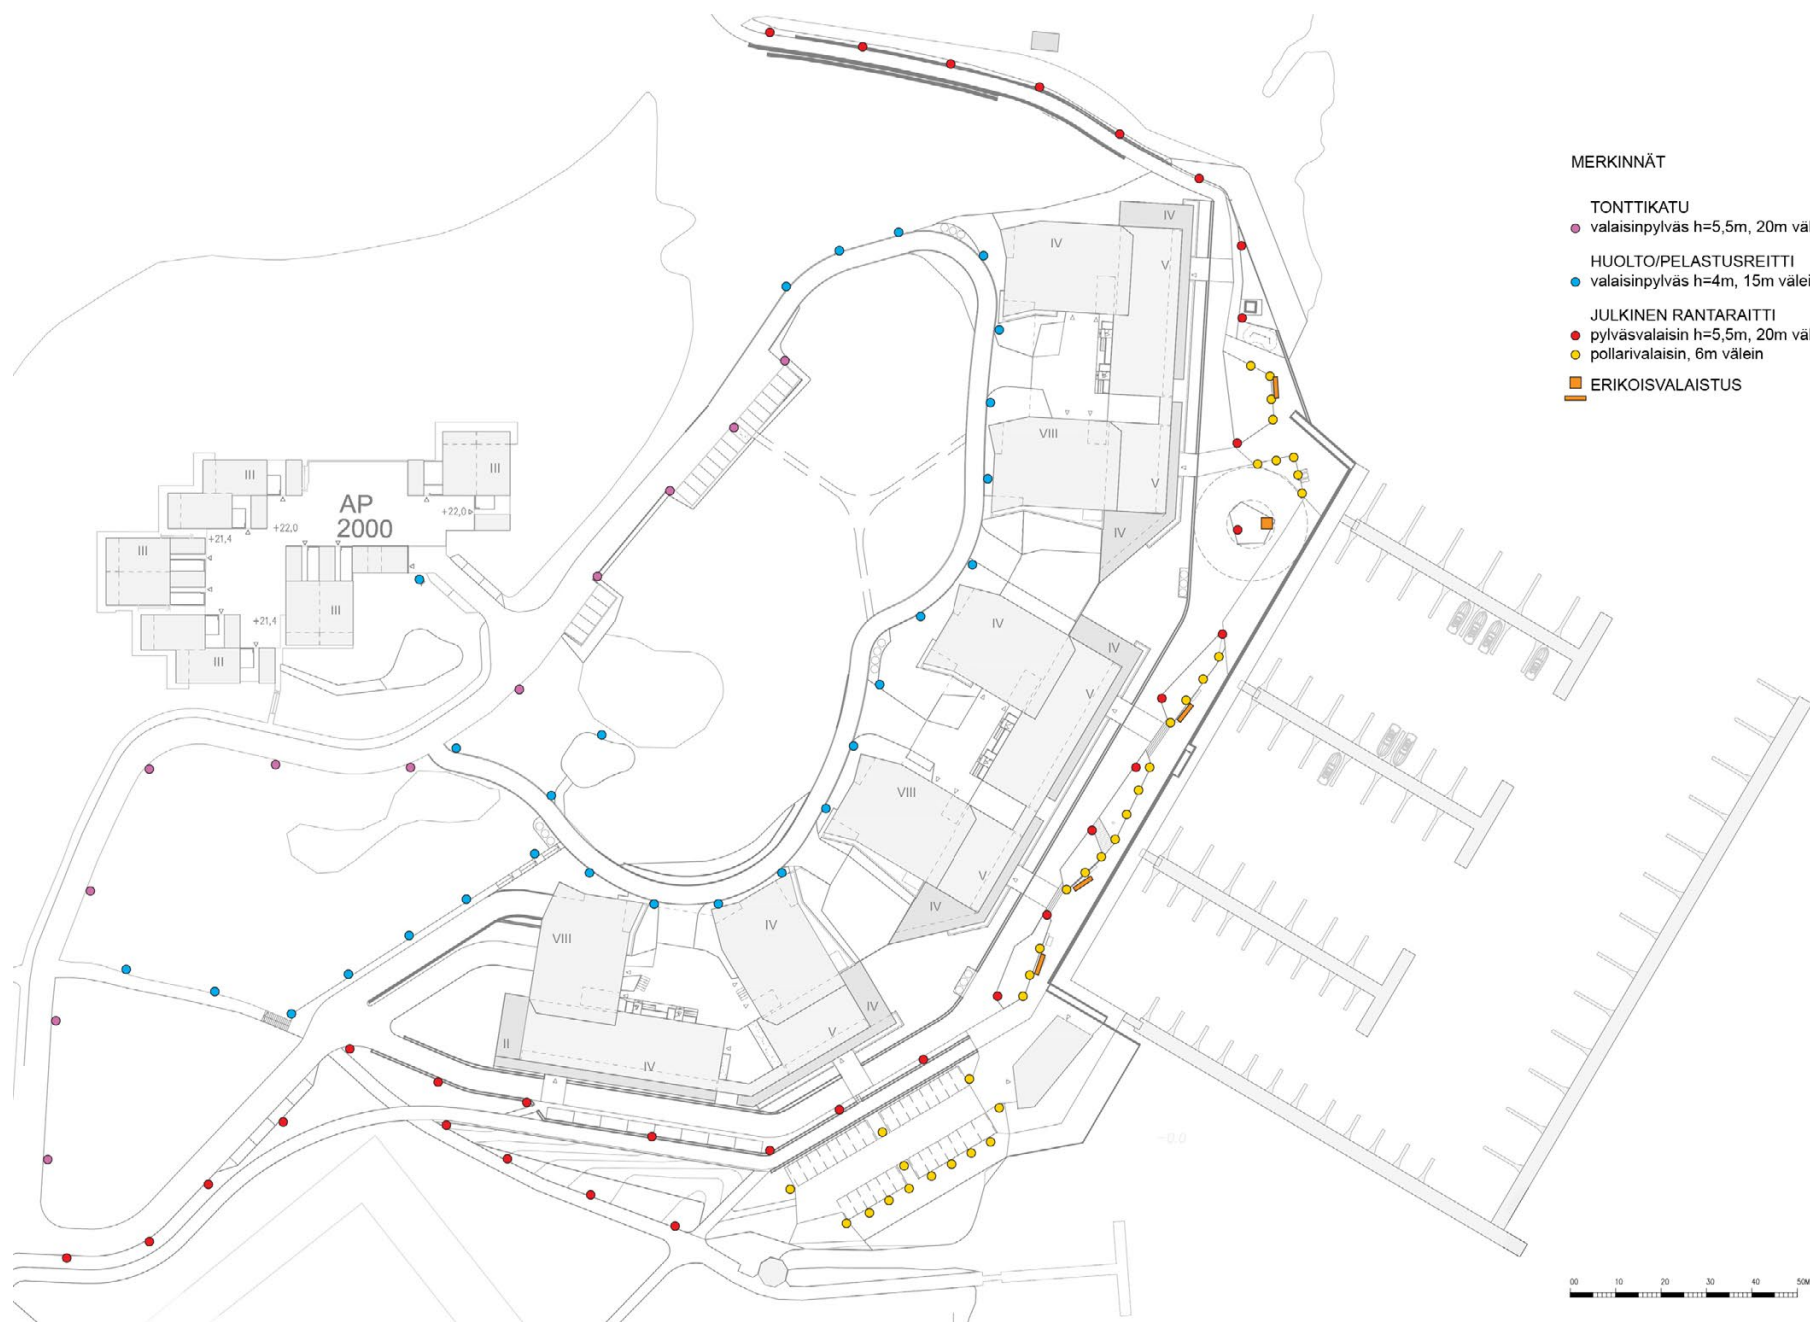 MERKINNÄT
TONTTIKATU
valaisinpylväs h=5,5m, 20m väl
HUOLTO/PELASTUSREITTI
valaisinpylväs h=4m, 15m välei
JULKINEN RANTARAITTI
pylväsvalaisin h=5,5m, 20m väl
pollarivalaisin, 6m välein
ERIKOISVALAISTUS
IV
IV
V
VIII
V
IV
III
III
AP
2000
+22,0
+22,0
+21,4
III
III
+21,4
III
IV
IV
V
VIII
V
IV
VIII
IV
IV
V
II
IV
00 10 20 30 40 50M